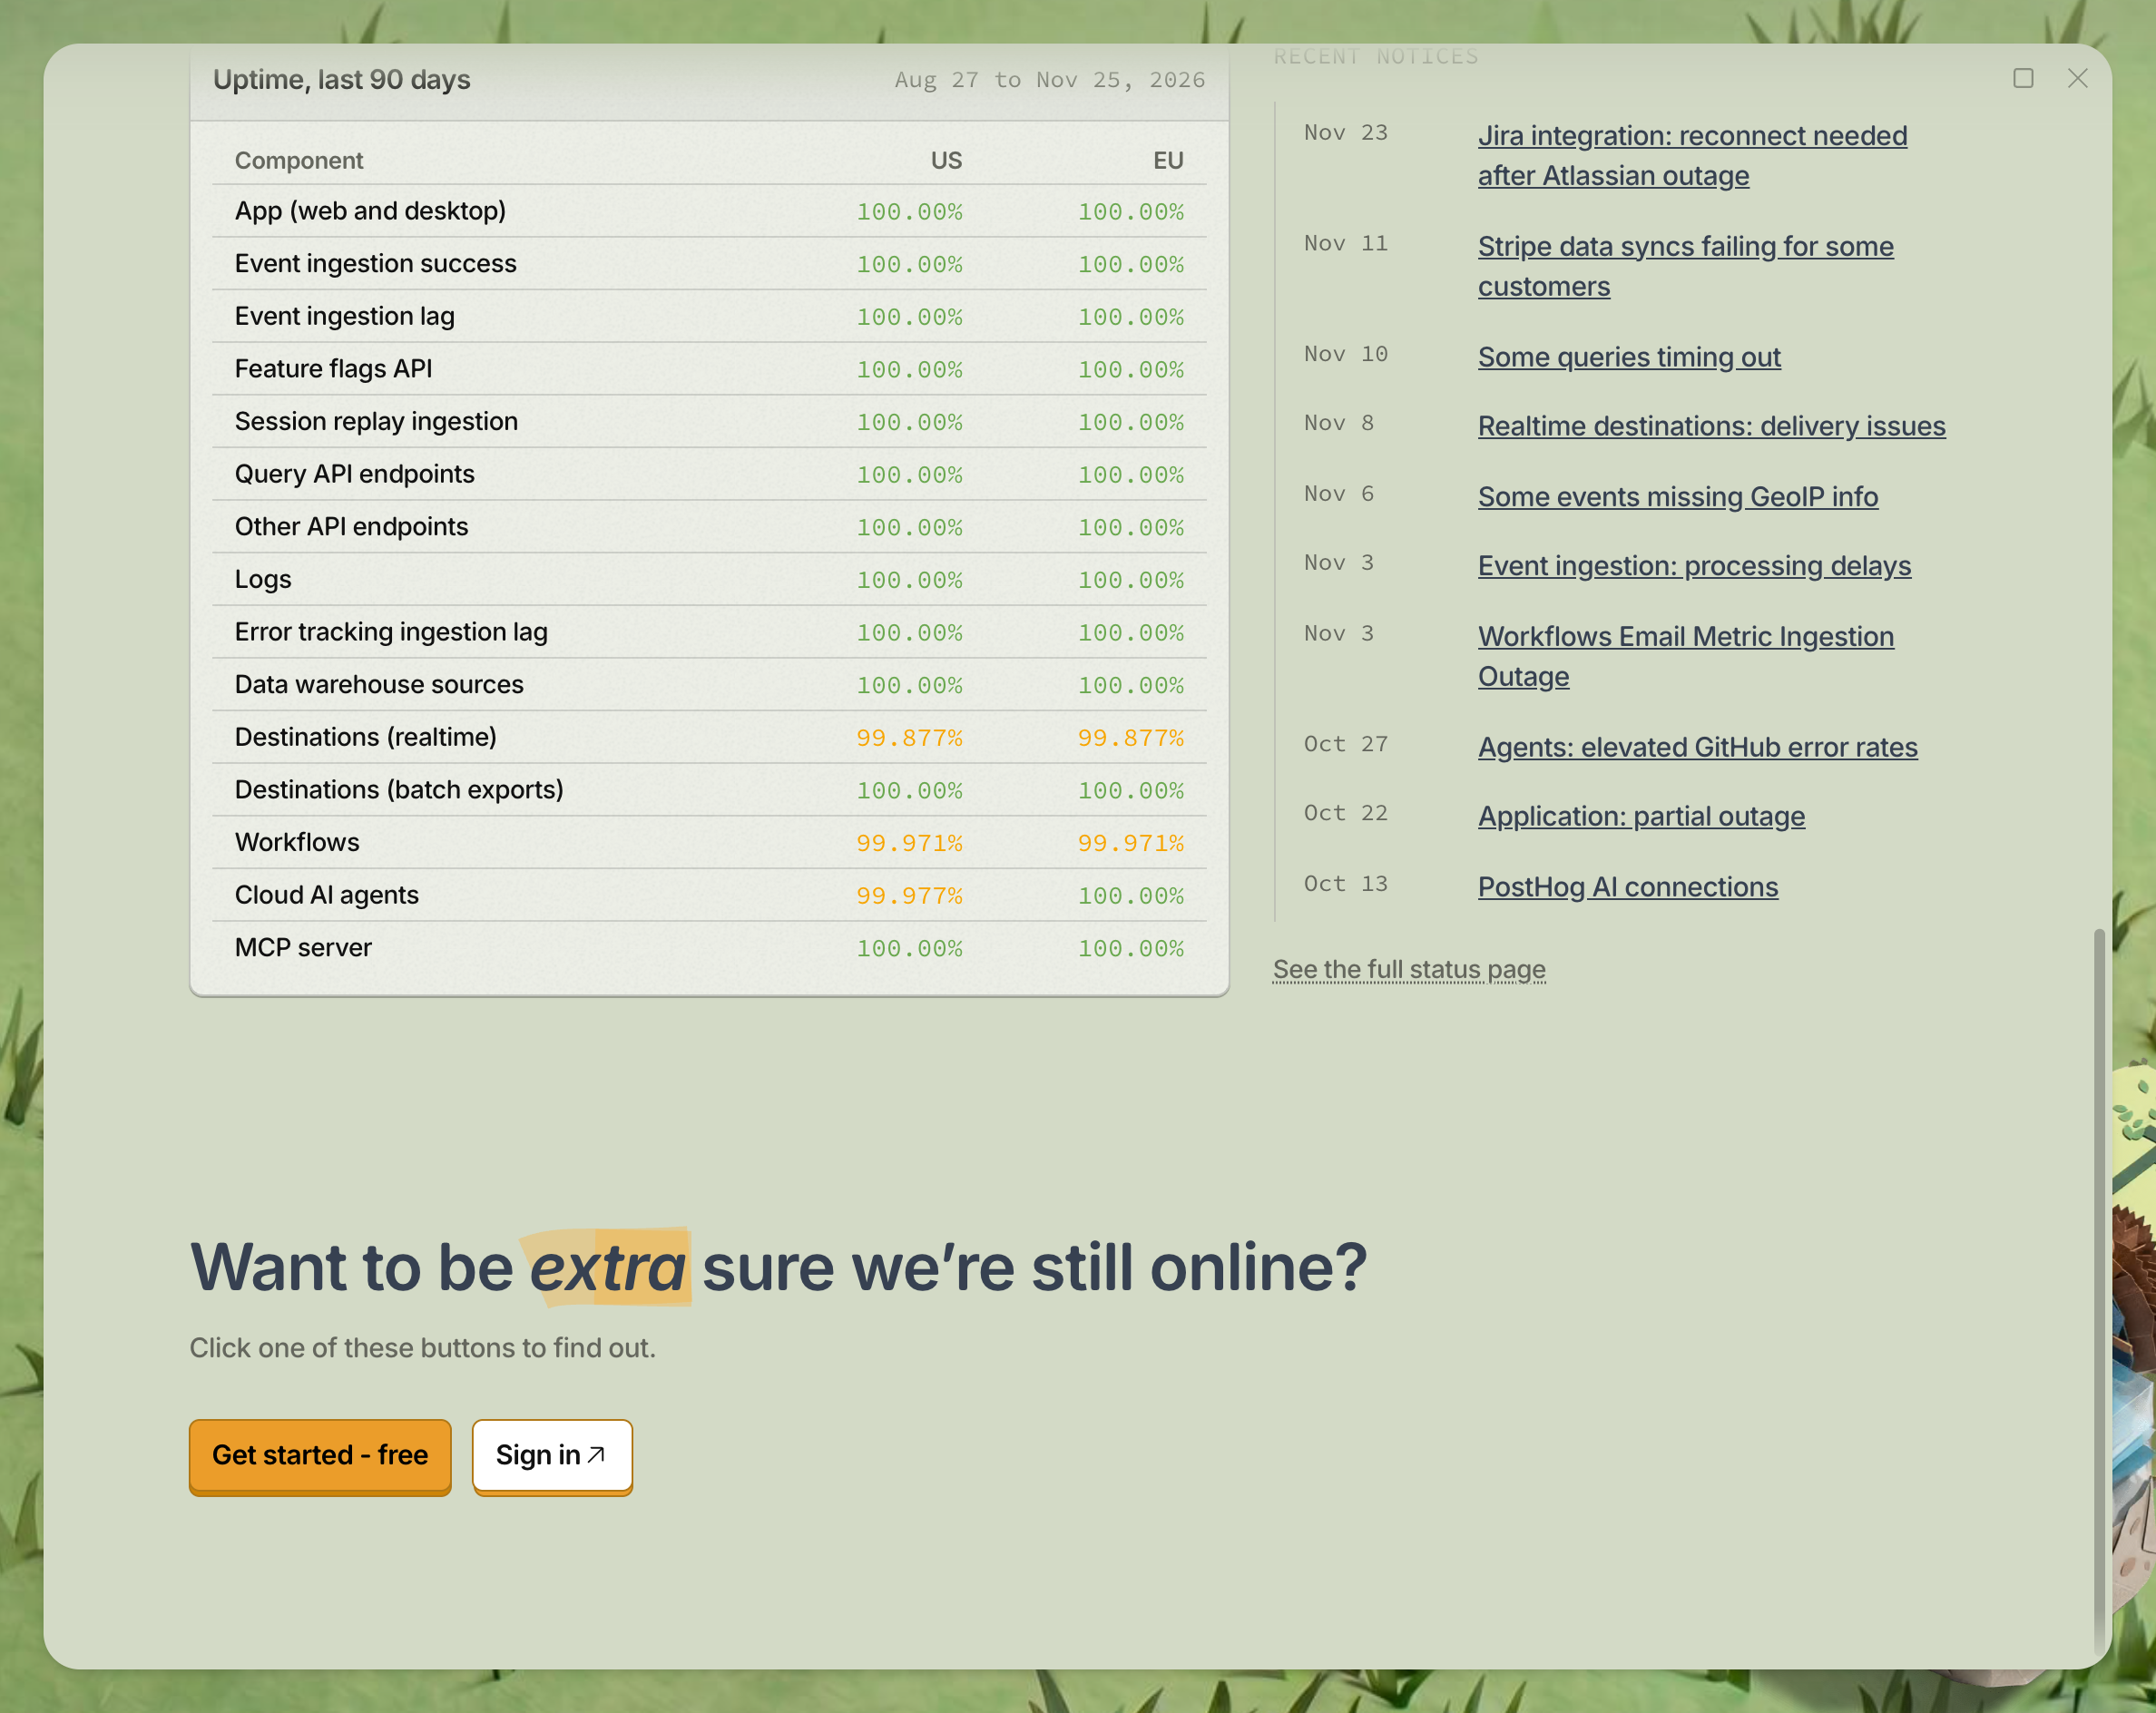 Uptime, last 90 days
Aug 27 to Nov 25, 2026
Component US EU
App (web and desktop) 100.00% 100.00%
Event ingestion success 100.00% 100.00%
Event ingestion lag 100.00% 100.00%
Feature flags API 100.00% 100.00%
Session replay ingestion 100.00% 100.00%
Query API endpoints 100.00% 100.00%
Other API endpoints 100.00% 100.00%
Logs 100.00% 100.00%
Error tracking ingestion lag 100.00% 100.00%
Data warehouse sources 100.00% 100.00%
Destinations (realtime) 99.877% 99.877%
Destinations (batch exports) 100.00% 100.00%
Workflows 99.971% 99.971%
Cloud AI agents 99.977% 100.00%
MCP server 100.00% 100.00%
RECENT NOTICES
Nov 23 Jira integration: reconnect needed
after Atlassian outage
Nov 11 Stripe data syncs failing for some
customers
Nov 10 Some queries timing out
Nov 8 Realtime destinations: delivery issues
Nov 6 Some events missing GeoIP info
Nov 3 Event ingestion: processing delays
Nov 3 Workflows Email Metric Ingestion
Outage
Oct 27 Agents: elevated GitHub error rates
Oct 22 Application: partial outage
Oct 13 PostHog AI connections
See the full status page
Want to be extra sure we’re still online?
Click one of these buttons to find out.
Get started - free
Sign in